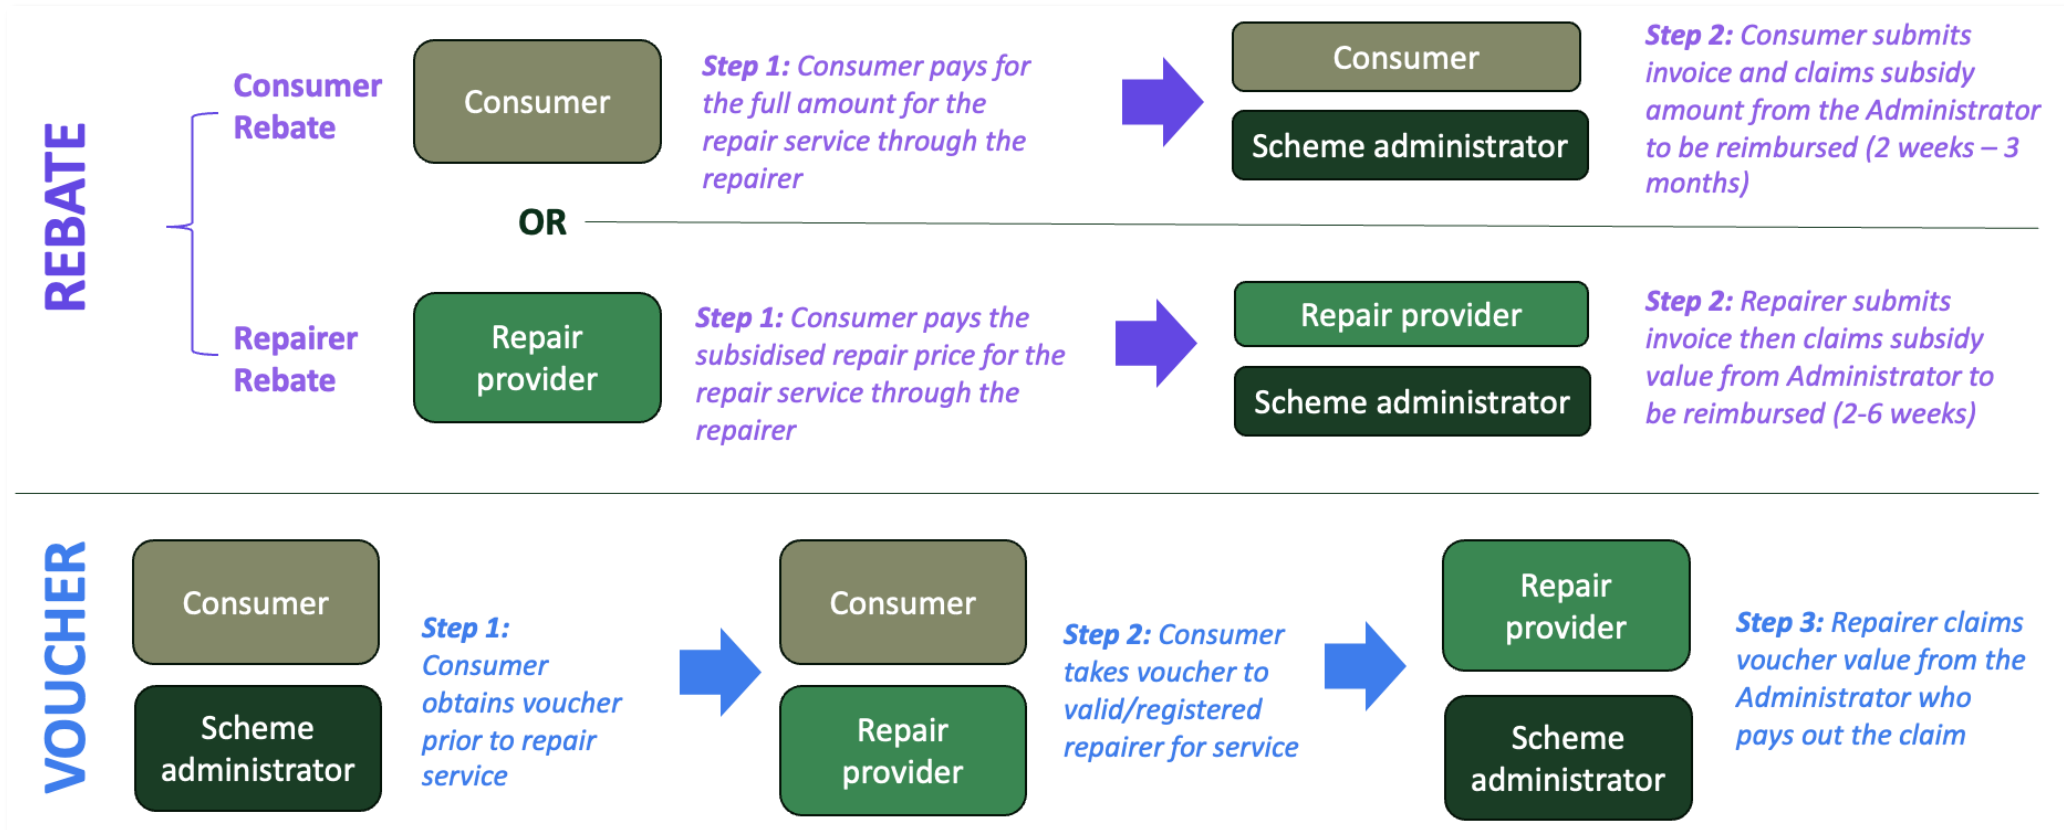 REBATE
Consumer
Rebate
Consumer
Step 1: Consumer pays for
the full amount for the
repair service through the
repairer
Consumer
Scheme administrator
Step 2: Consumer submits
invoice and claims subsidy
amount from the Administrator
to be reimbursed (2 weeks – 3
months)
OR
Repairer
Rebate
Repair
provider
Step 1: Consumer pays the
subsidised repair price for the
repair service through the
repairer
Repair provider
Scheme administrator
Step 2: Repairer submits
invoice then claims subsidy
value from Administrator to
be reimbursed (2-6 weeks)
VOUCHER
Consumer
Scheme
administrator
Step 1:
Consumer
obtains voucher
prior to repair
service
Consumer
Repair
provider
Step 2: Consumer
takes voucher to
valid/registered
repairer for service
Repair
provider
Scheme
administrator
Step 3: Repairer claims
voucher value from the
Administrator who
pays out the claim